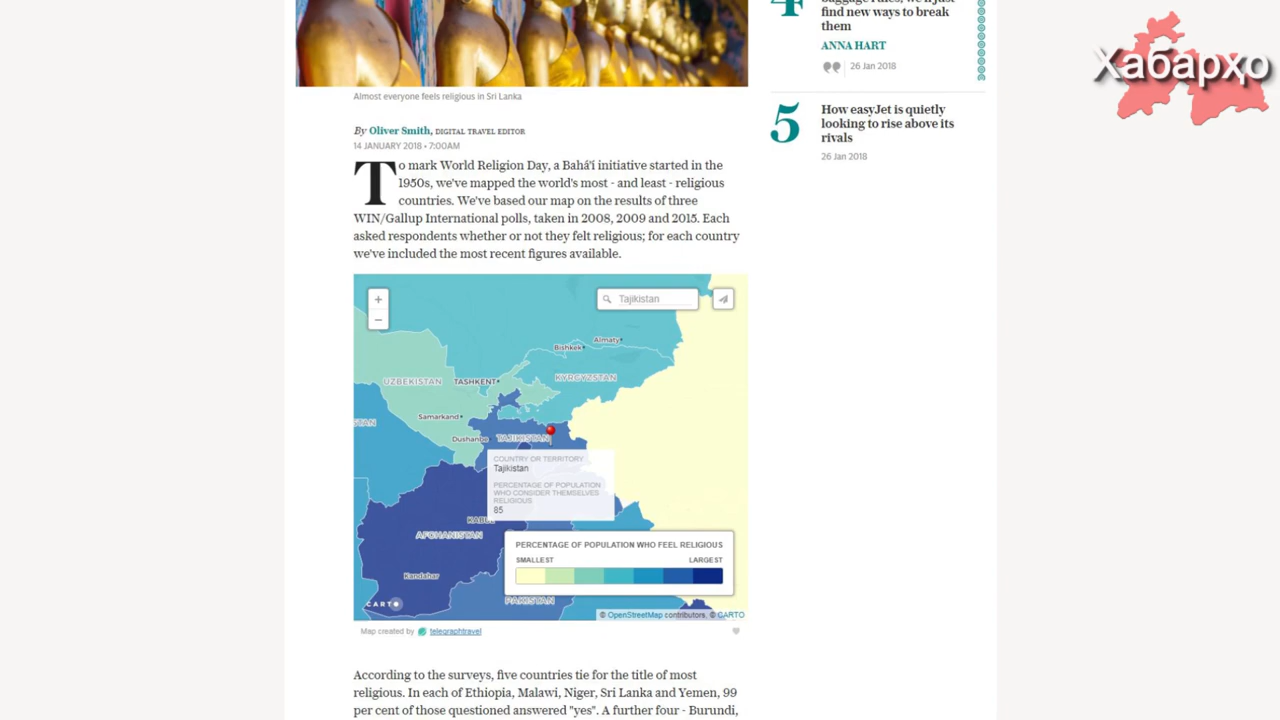 baggage rules, we'll just
4
find new ways to break
them
ANNA HART
26 Jan 2018
Хабарҳо
Almost everyone feels religious in Sri Lanka
5
How easyJet is quietly
looking to rise above its
rivals
26 Jan 2018
By Oliver Smith, DIGITAL TRAVEL EDITOR
14 JANUARY 2018 • 7:00AM
To mark World Religion Day, a Bahá'í initiative started in the
1950s, we've mapped the world's most - and least - religious
countries. We've based our map on the results of three
WIN/Gallup International polls, taken in 2008, 2009 and 2015. Each
asked respondents whether or not they felt religious; for each country
we've included the most recent figures available.
+
−
Tajikistan
Bishkek
Almaty
UZBEKISTAN
TASHKENT
KYRGYZSTAN
Samarkand
STAN
Dushanbe
TAJIKISTAN
COUNTRY OR TERRITORY
Tajikistan
PERCENTAGE OF POPULATION
WHO CONSIDER THEMSELVES
RELIGIOUS
85
KABUL
AFGHANISTAN
PERCENTAGE OF POPULATION WHO FEEL RELIGIOUS
SMALLEST
LARGEST
Kandahar
PAKISTAN
CARTO
© OpenStreetMap contributors, © CARTO
Map created by telegraphtravel
According to the surveys, five countries tie for the title of most
religious. In each of Ethiopia, Malawi, Niger, Sri Lanka and Yemen, 99
per cent of those questioned answered "yes". A further four - Burundi,